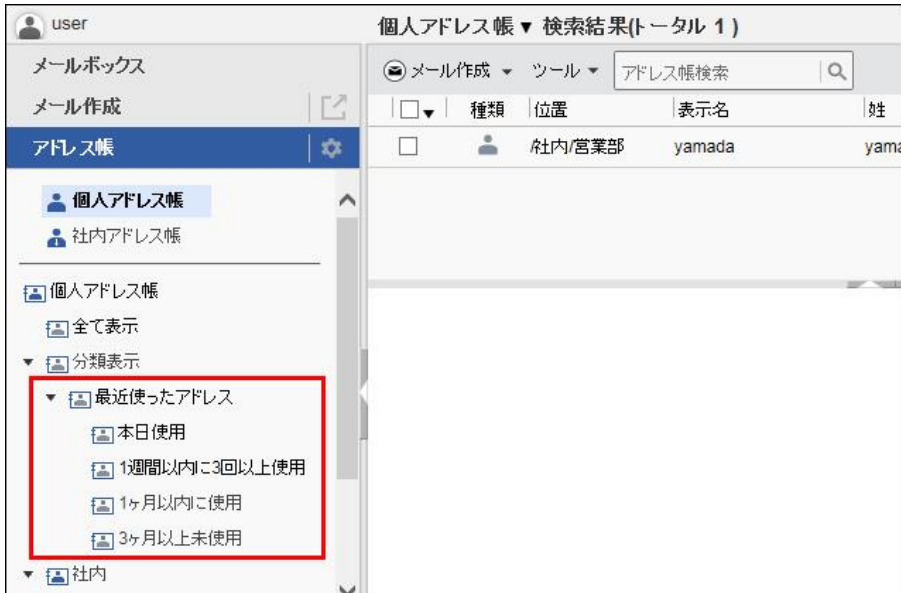 user
個人アドレス帳▼ 検索結果(トータル 1 )
メールボックス
メール作成
アドレス帳
個人アドレス帳
社内アドレス帳
個人アドレス帳
全て表示
分類表示
最近使ったアドレス
本日使用
1週間以内に3回以上使用
1ヶ月以内に使用
3ヶ月以上未使用
社内
メール作成 ツール アドレス帳検索
種類 位置 表示名 姓
/社内/営業部 yamada yama